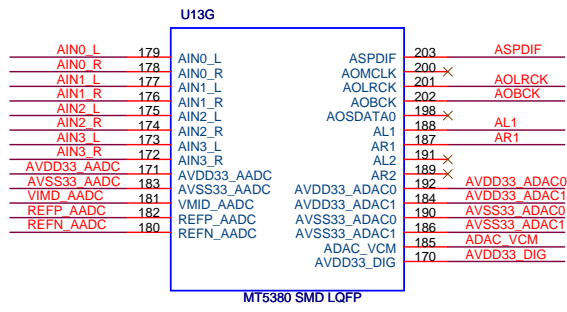 U13G
AIN0_L 179 AIN0_L ASPDIF 203 ASPDIF
AIN0_R 178 AIN0_R AOMCLK 200
AIN1_L 177 AIN1_L AOLRCK 201 AOLRCK
AIN1_R 176 AIN1_R AOBCK 202 AOBCK
AIN2_L 175 AIN2_L AOSDATA0 198
AIN2_R 174 AIN2_R AL1 188 AL1
AIN3_L 173 AIN3_L AR1 187 AR1
AIN3_R 172 AIN3_R AL2 191
AVDD33_AADC 171 AVDD33_AADC AR2 189
AVSS33_AADC 183 AVSS33_AADC AVDD33_ADAC0 192 AVDD33_ADAC0
VIMD_AADC 181 VMID_AADC AVDD33_ADAC1 184 AVDD33_ADAC1
REFP_AADC 182 REFP_AADC AVSS33_ADAC0 190 AVSS33_ADAC0
REFN_AADC 180 REFN_AADC AVSS33_ADAC1 186 AVSS33_ADAC1
ADAC_VCM 185 ADAC_VCM
AVDD33_DIG 170 AVDD33_DIG
MT5380 SMD LQFP